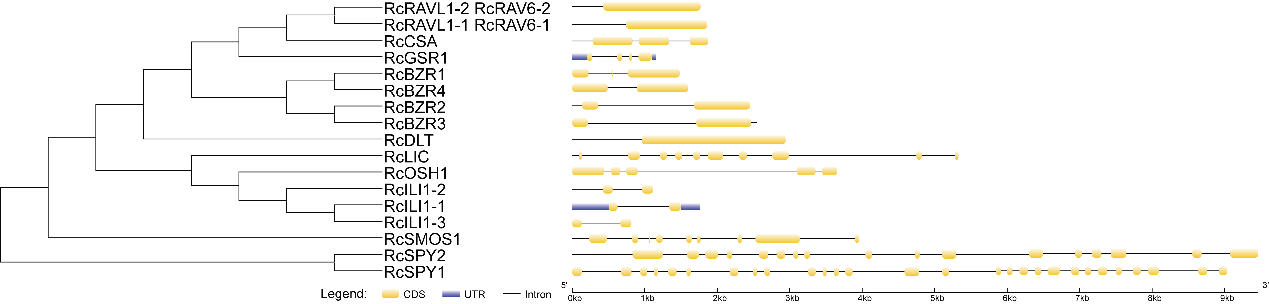 RcRAVL1-2 RcRAV6-2
RcRAVL1-1 RcRAV6-1
RcCSA
RcGSR1
RcBZR1
RcBZR4
RcBZR2
RcBZR3
RcDLT
RcLIC
RcOSH1
RcILI1-2
RcILI1-1
RcILI1-3
RcSMOS1
RcSPY2
RcSPY1
5' 3'
Legend: CDS UTR Intron
0kb 1kb 2kb 3kb 4kb 5kb 6kb 7kb 8kb 9kb